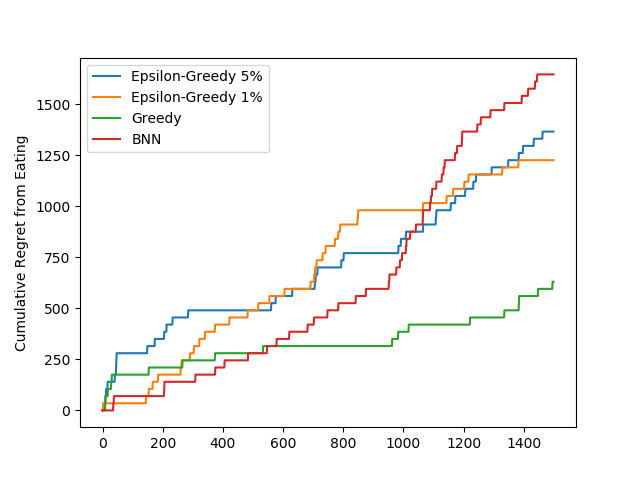 Epsilon-Greedy 5%
Epsilon-Greedy 1%
Greedy
BNN
Cumulative Regret from Eating
1500
1250
1000
750
500
250
0
0 200 400 600 800 1000 1200 1400